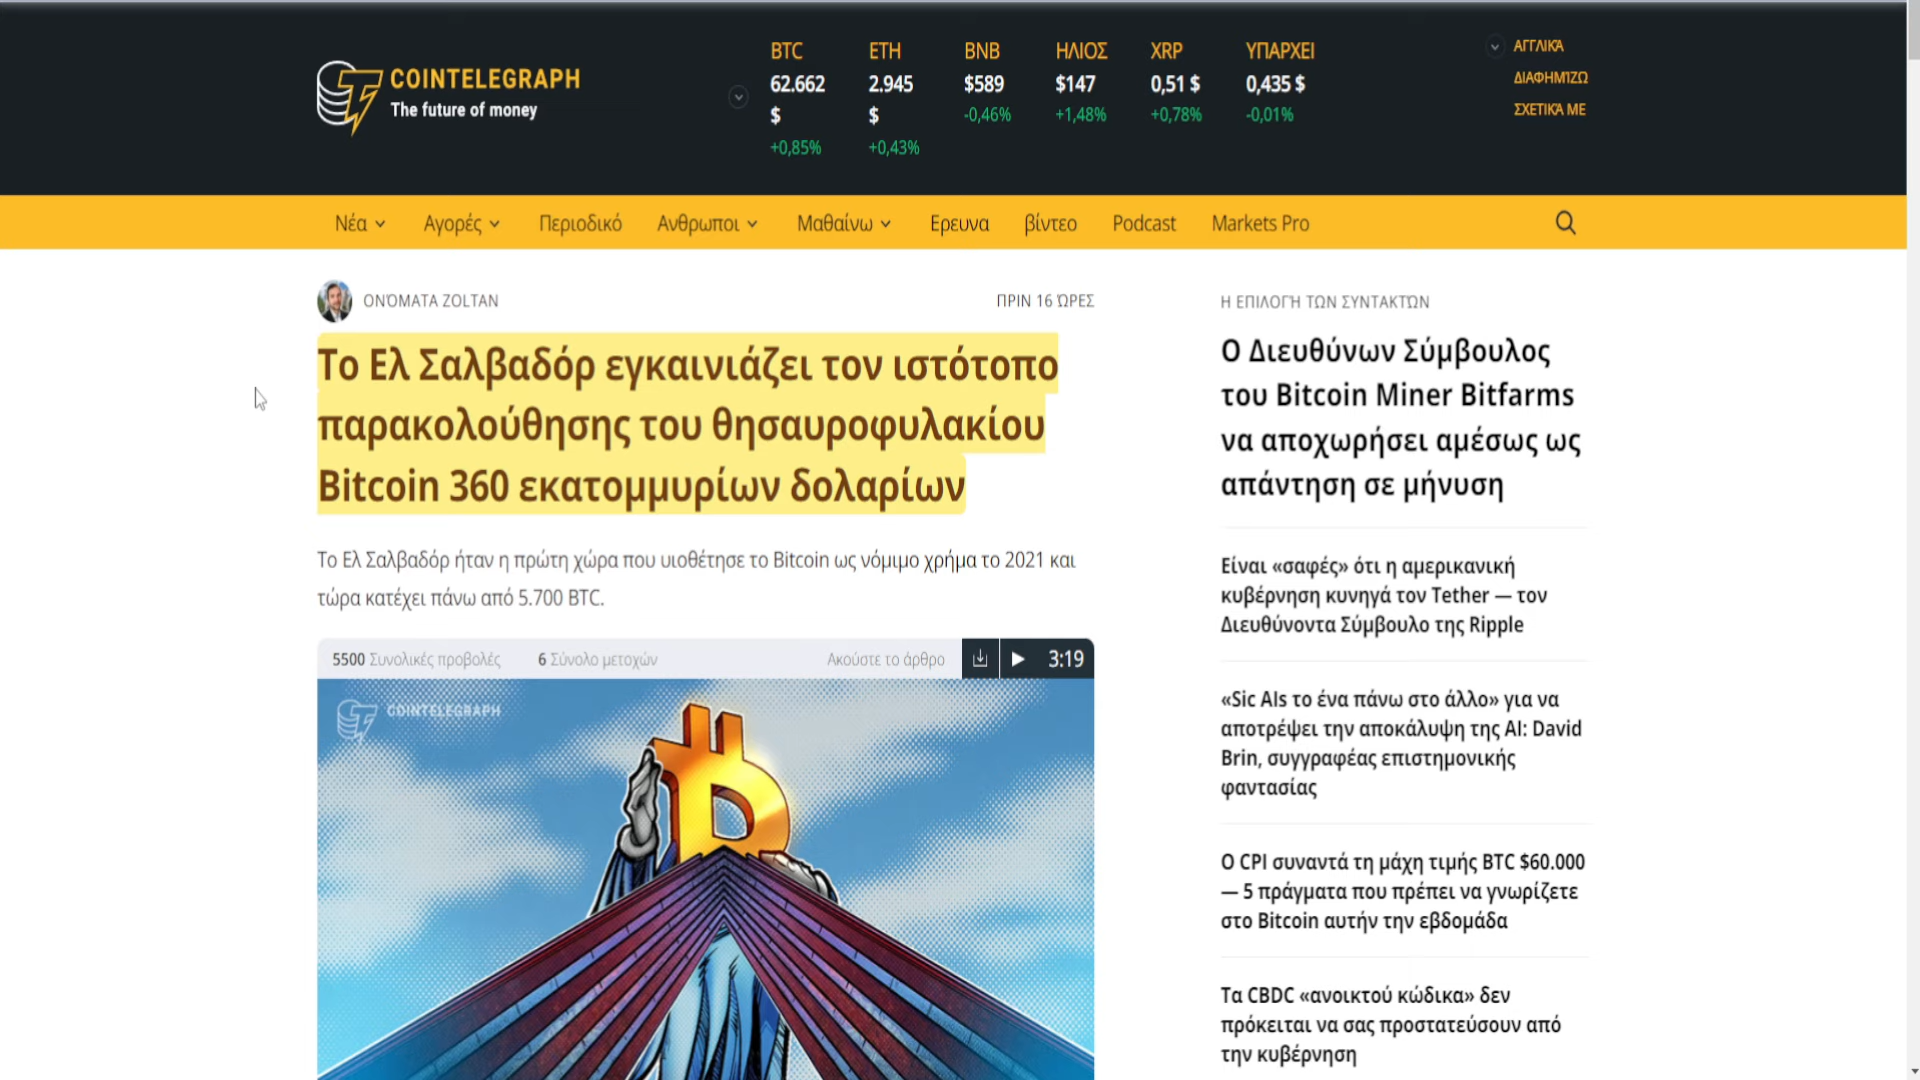 COINTELEGRAPH
The future of money
BTC
62.662
$
+0,85%
ETH
2.945
$
+0,43%
BNB
$589
-0,46%
ΗΛΙΟΣ
$147
+1,48%
XRP
0,51 $
+0,78%
ΥΠΑΡΧΕΙ
0,435 $
-0,01%
ΑΓΓΛΙΚΆ
ΔΙΑΦΗΜΊΖΩ
ΣΧΕΤΙΚΆ ΜΕ
Νέα
Αγορές
Περιοδικό
Ανθρωποι
Μαθαίνω
Ερευνα
βίντεο
Podcast
Markets Pro
ΟΝΌΜΑΤΑ ZOLTAN
ΠΡΙΝ 16 ΏΡΕΣ
Το Ελ Σαλβαδόρ εγκαινιάζει τον ιστότοπο
παρακολούθησης του θησαυροφυλακίου
Bitcoin 360 εκατομμυρίων δολαρίων
Το Ελ Σαλβαδόρ ήταν η πρώτη χώρα που υιοθέτησε το Bitcoin ως νόμιμο χρήμα το 2021 και
τώρα κατέχει πάνω από 5.700 BTC.
5500 Συνολικές προβολές
6 Σύνολο μετοχών
Ακούστε το άρθρο
3:19
COINTELEGRAPH
Η ΕΠΙΛΟΓΉ ΤΩΝ ΣΥΝΤΑΚΤΏΝ
Ο Διευθύνων Σύμβουλος
του Bitcoin Miner Bitfarms
να αποχωρήσει αμέσως ως
απάντηση σε μήνυση
Είναι «σαφές» ότι η αμερικανική
κυβέρνηση κυνηγά τον Tether — τον
Διευθύνοντα Σύμβουλο της Ripple
«Sic AIs το ένα πάνω στο άλλο» για να
αποτρέψει την αποκάλυψη της AI: David
Brin, συγγραφέας επιστημονικής
φαντασίας
Ο CPI συναντά τη μάχη τιμής BTC $60.000
— 5 πράγματα που πρέπει να γνωρίζετε
στο Bitcoin αυτήν την εβδομάδα
Τα CBDC «ανοικτού κώδικα» δεν
πρόκειται να σας προστατεύσουν από
την κυβέρνηση